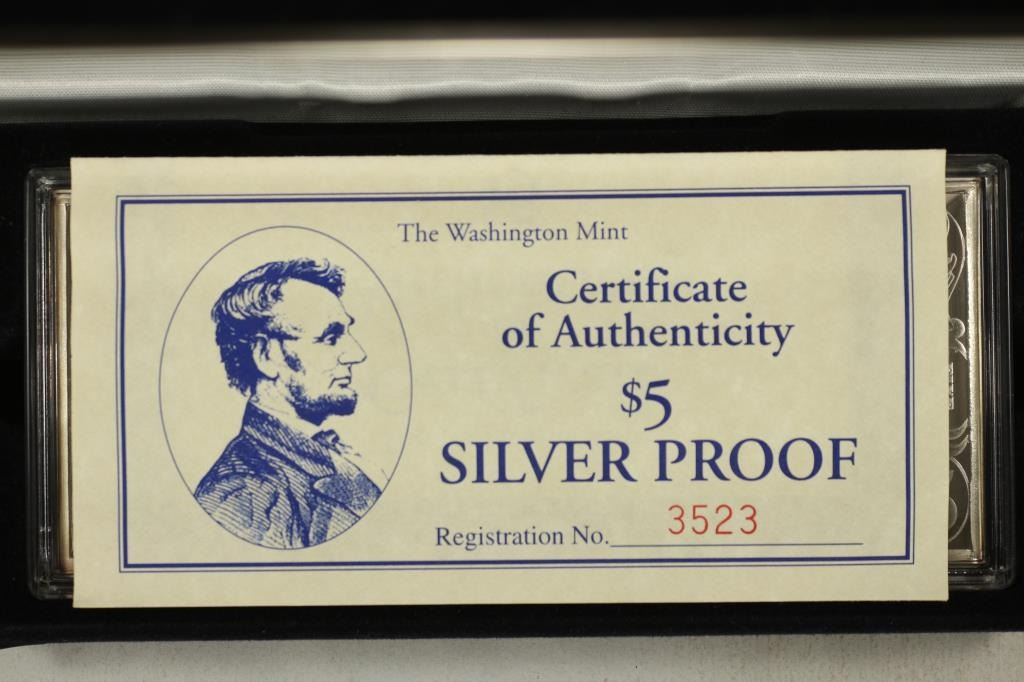 The Washington Mint
Certificate
of Authenticity
$5
SILVER PROOF
Registration No. 3523